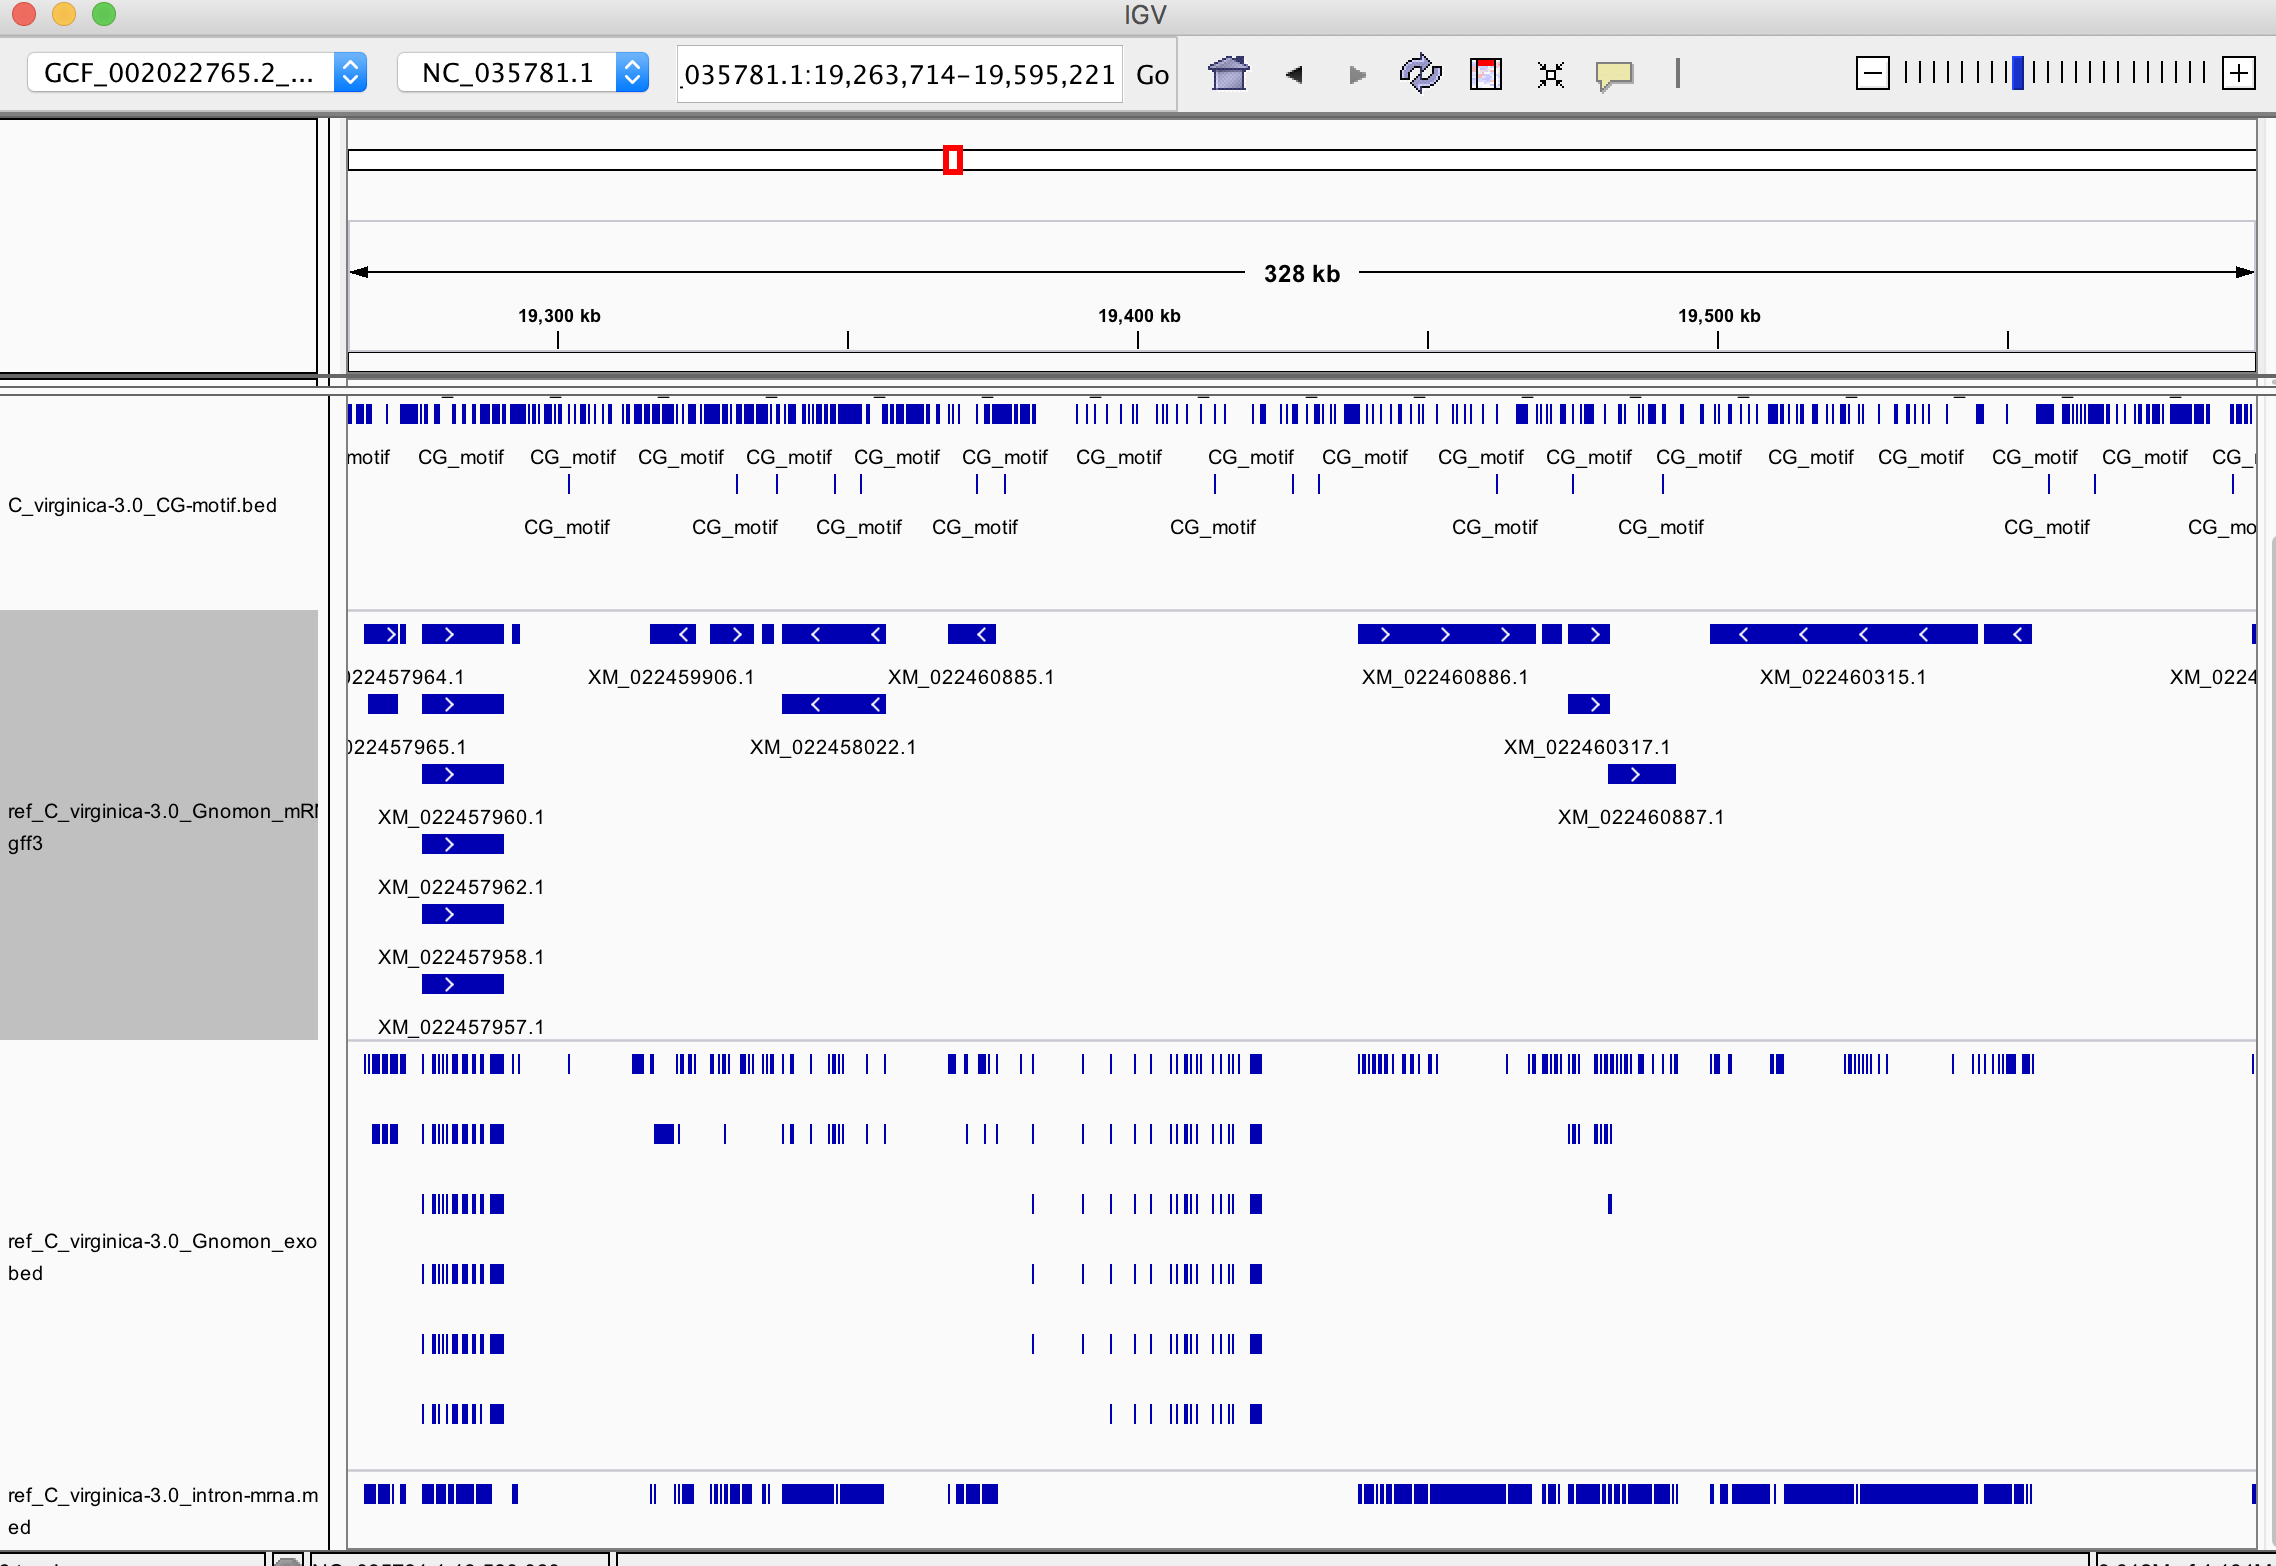 IGV
GCF_002022765.2_... NC_035781.1 .035781.1:19,263,714-19,595,221 Go
328 kb
19,300 kb 19,400 kb 19,500 kb
motif CG_motif CG_motif CG_motif CG_motif CG_motif CG_motif CG_motif CG_motif CG_motif CG_motif CG_motif CG_motif CG_motif CG_motif CG_motif CG_motif CG_
C_virginica-3.0_CG-motif.bed
CG_motif CG_motif CG_motif CG_motif CG_motif CG_motif CG_motif CG_motif CG_mo
022457964.1 XM_022459906.1 XM_022460885.1 XM_022460886.1 XM_022460315.1 XM_0224
022457965.1 XM_022458022.1 XM_022460317.1
ref_C_virginica-3.0_Gnomon_mR
gff3
XM_022457960.1 XM_022460887.1
XM_022457962.1
XM_022457958.1
XM_022457957.1
ref_C_virginica-3.0_Gnomon_exo
bed
ref_C_virginica-3.0_intron-mrna.m
ed